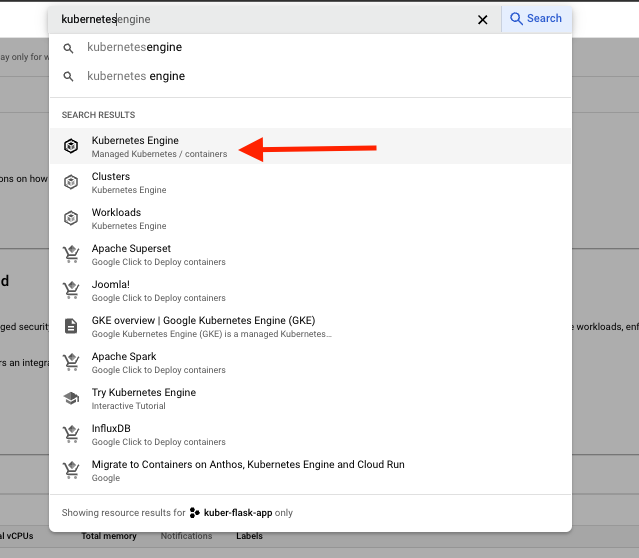 kubernetesengine
Search
kubernetesengine
kubernetes engine
SEARCH RESULTS
Kubernetes Engine
Managed Kubernetes / containers
Clusters
Kubernetes Engine
Workloads
Kubernetes Engine
Apache Superset
Google Click to Deploy containers
Joomla!
Google Click to Deploy containers
GKE overview | Google Kubernetes Engine (GKE)
Google Kubernetes Engine (GKE) is a managed Kubernetes...
Apache Spark
Google Click to Deploy containers
Try Kubernetes Engine
Interactive Tutorial
InfluxDB
Google Click to Deploy containers
Migrate to Containers on Anthos, Kubernetes Engine and Cloud Run
Google
Showing resource results for kuber-flask-app only
may only for w
ons on how
d
ged securit
workloads, enf
rs an integra
al vCPUs
Total memory
Notifications
Labels